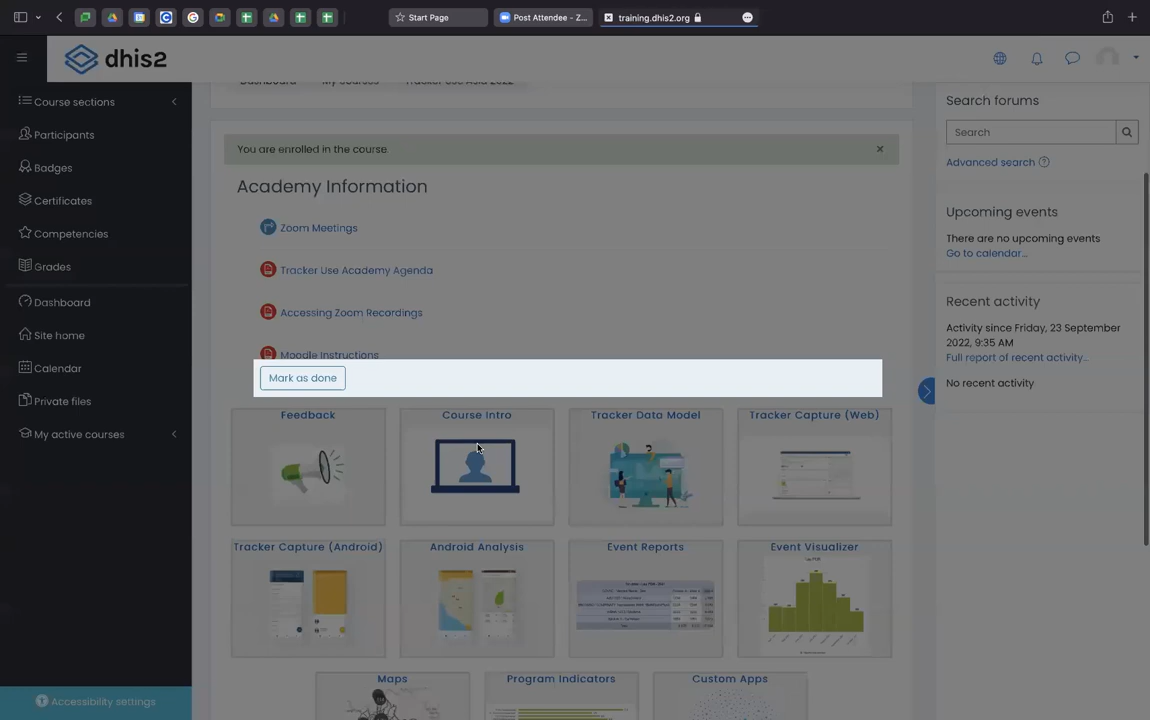 Start Page
Post Attendee - Z...
training.dhis2.org
dhis2
Course sections
Participants
Badges
Certificates
Competencies
Grades
Dashboard
Site home
Calendar
Private files
My active courses
Accessibility settings
Dashboard
My courses
You are enrolled in the course.
×
Academy Information
Zoom Meetings
Tracker Use Academy Agenda
Accessing Zoom Recordings
Moodle Instructions
Mark as done
Feedback
Course Intro
Tracker Data Model
Tracker Capture (Web)
Tracker Capture (Android)
Android Analysis
Event Reports
Event Visualizer
Maps
Program Indicators
Custom Apps
Search forums
Search
Advanced search
Upcoming events
There are no upcoming events
Go to calendar...
Recent activity
Activity since Friday, 23 September
2022, 9:35 AM
Full report of recent activity...
No recent activity